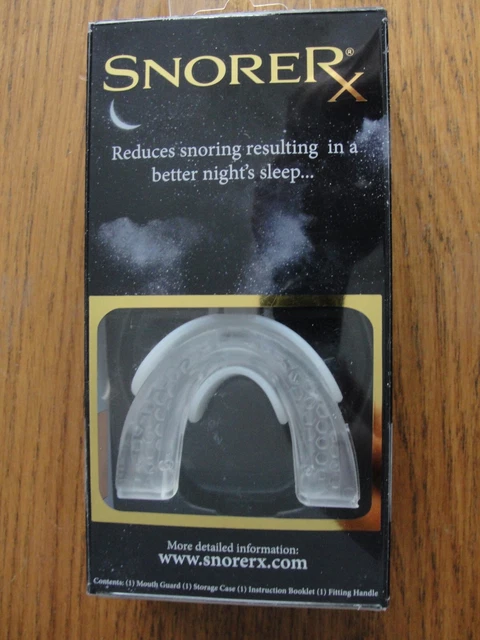 SNORERX®
Reduces snoring resulting in a
better night's sleep...
More detailed information:
www.snorerx.com
Contents: (1) Mouth Guard (1) Storage Case (1) Instruction Booklet (1) Fitting Handle